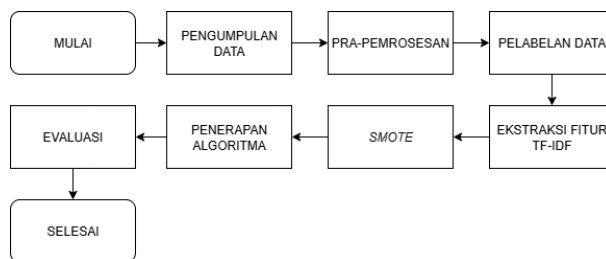 MULAI
PENGUMPULAN
DATA
PRA-PEMROSESAN
PELABELAN DATA
EKSTRAKSI FITUR
TF-IDF
SMOTE
PENERAPAN
ALGORITMA
EVALUASI
SELESAI